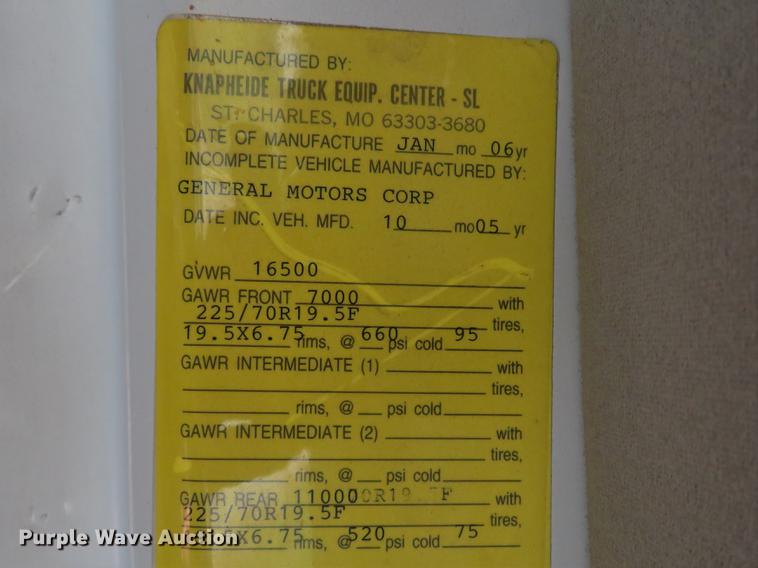 MANUFACTURED BY:
KNAPHEIDE TRUCK EQUIP. CENTER - SL
ST. CHARLES, MO 63303-3680
DATE OF MANUFACTURE JAN mo 06 yr
INCOMPLETE VEHICLE MANUFACTURED BY:
GENERAL MOTORS CORP
DATE INC. VEH. MFD. 10 mo 05 yr
GVWR 16500
GAWR FRONT 7000 with
225/70R19.5F tires,
19.5X6.75 rims, @ 660 psi cold 95
GAWR INTERMEDIATE (1) with
tires,
rims, @ psi cold
GAWR INTERMEDIATE (2) with
tires,
rims, @ psi cold
GAWR REAR 11000 with
225/70R19.5F tires,
X6.75 rims, @ 520 psi cold 75
Purple Wave Auction